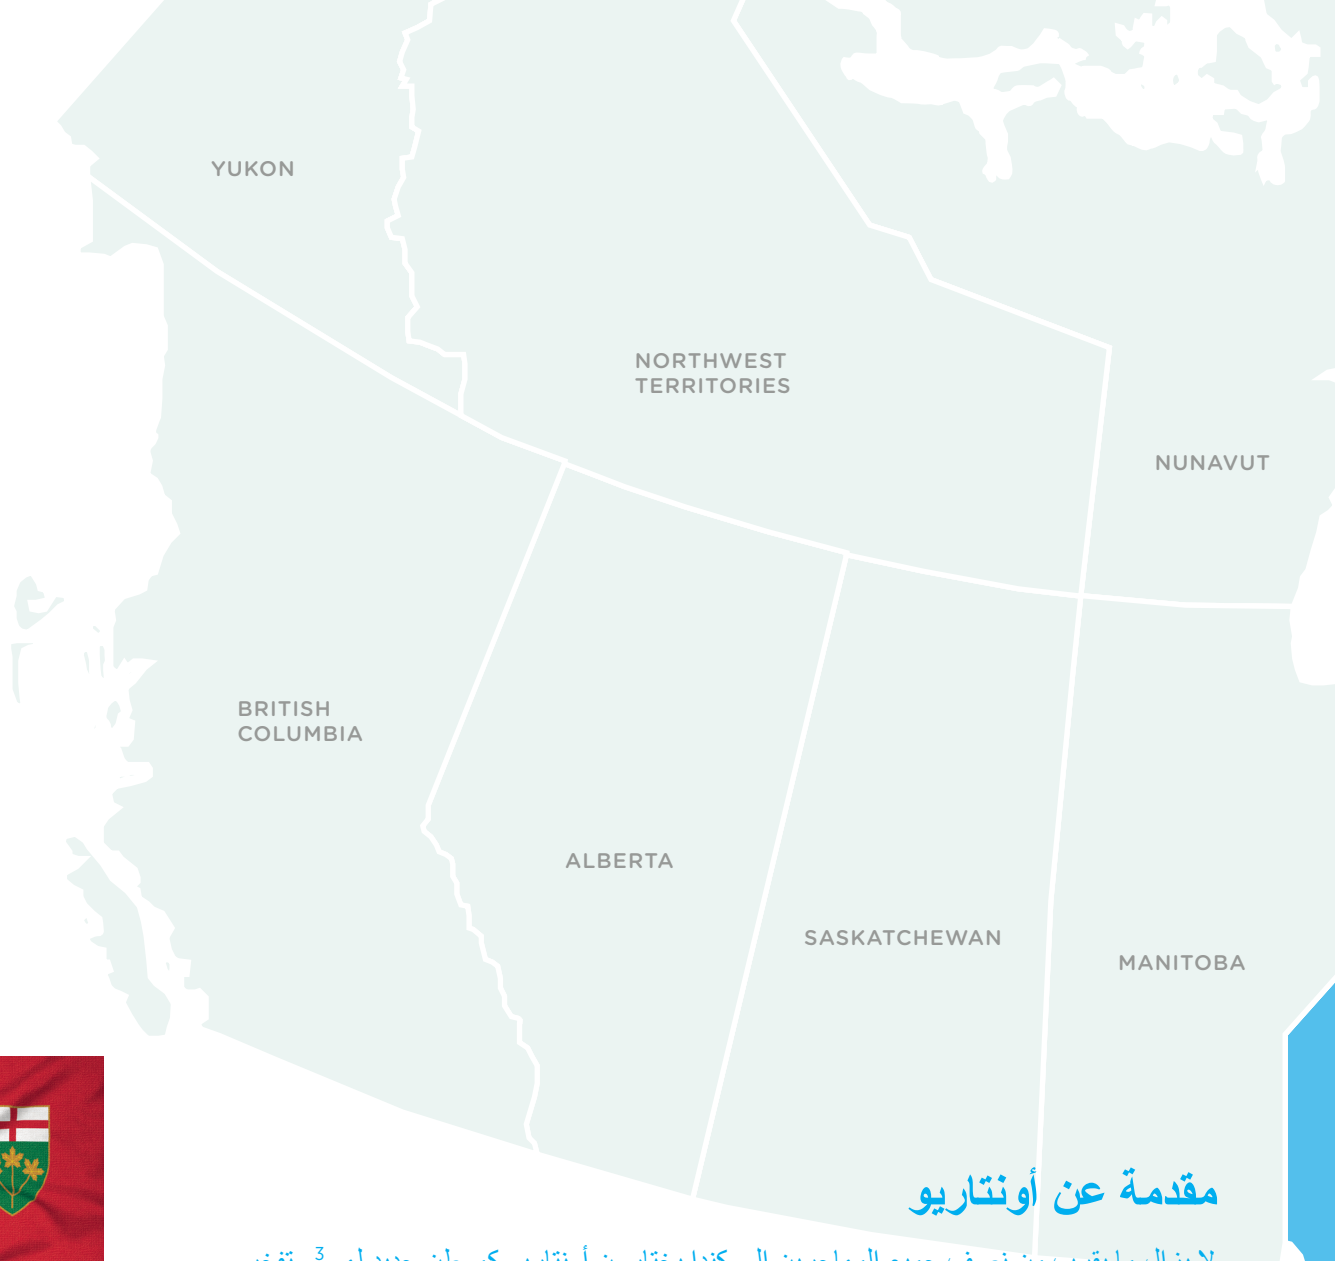 YUKON
NORTHWEST
TERRITORIES
NUNAVUT
BRITISH
COLUMBIA
ALBERTA
SASKATCHEWAN
MANITOBA
مقدمة عن أونتاريو